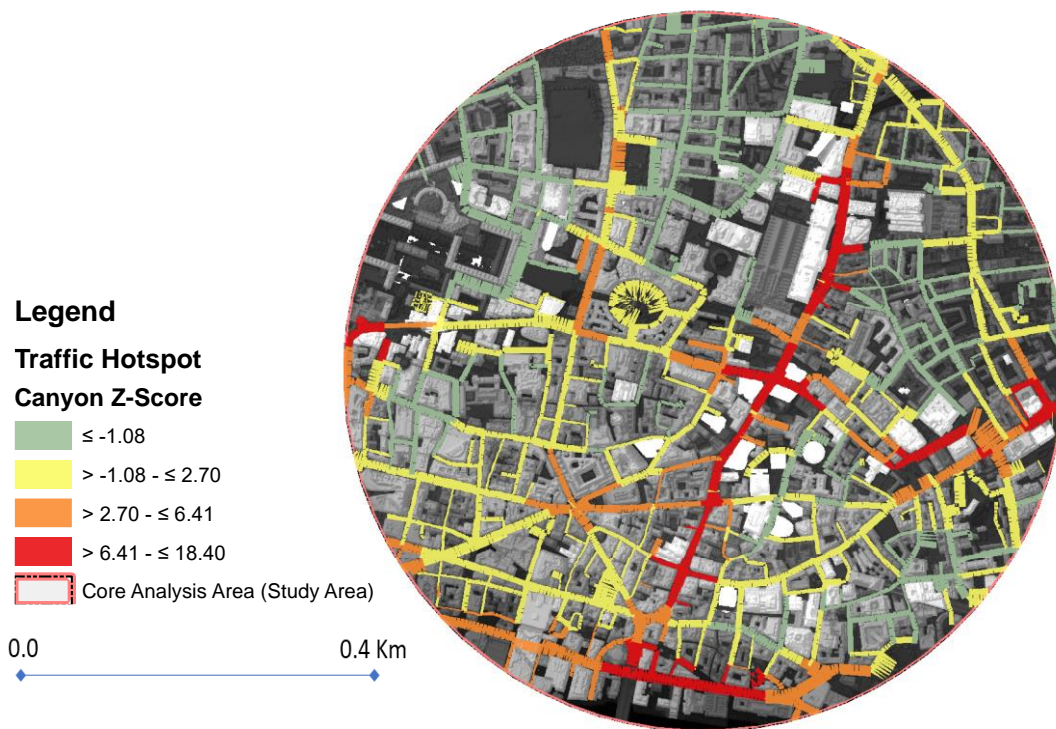 Legend
Traffic Hotspot
Canyon Z-Score
≤ -1.08
> -1.08 - ≤ 2.70
> 2.70 - ≤ 6.41
> 6.41 - ≤ 18.40
Core Analysis Area (Study Area)
0.0 0.4 Km